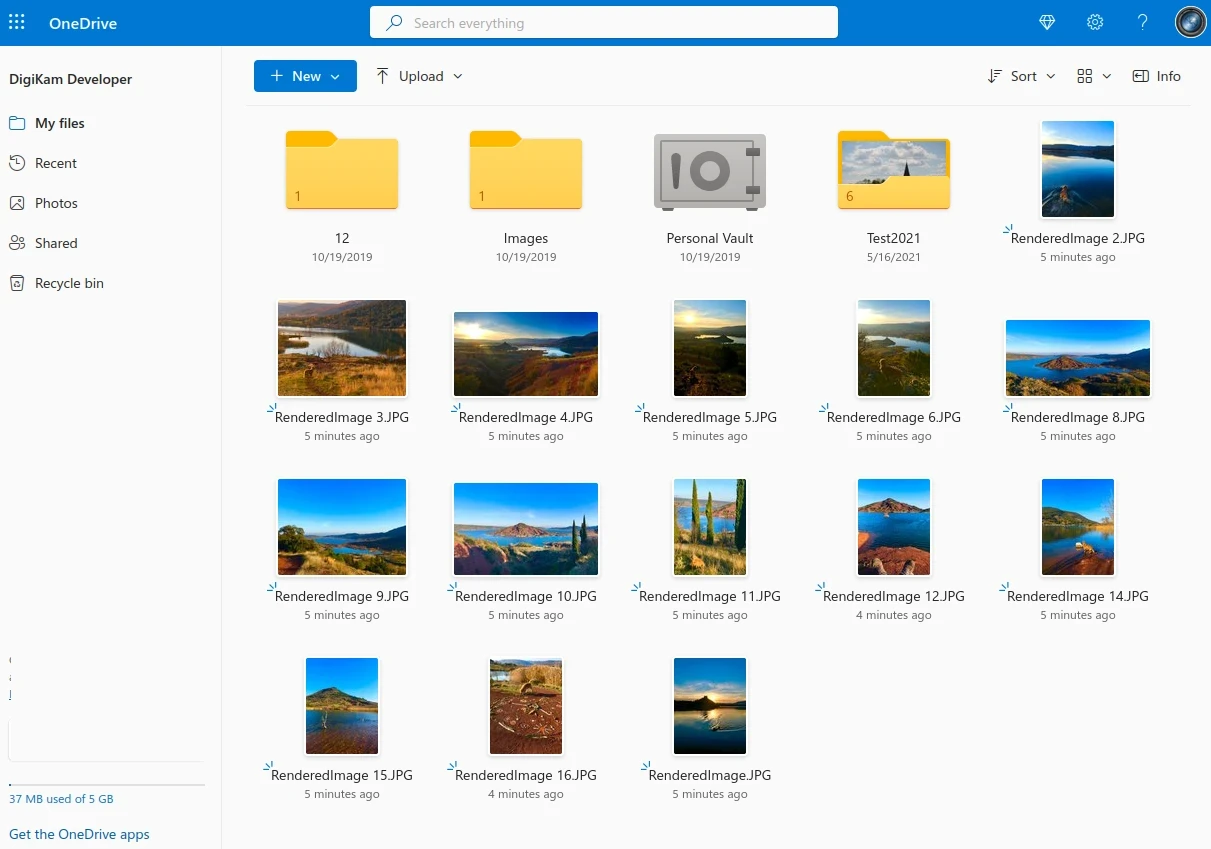 OneDrive
Search everything
DigiKam Developer
My files
Recent
Photos
Shared
Recycle bin
37 MB used of 5 GB
Get the OneDrive apps
New
Upload
Sort
Info
1
1
6
12
Images
Personal Vault
Test2021
RenderedImage 2.JPG
10/19/2019
10/19/2019
10/19/2019
5/16/2021
5 minutes ago
RenderedImage 3.JPG
RenderedImage 4.JPG
RenderedImage 5.JPG
RenderedImage 6.JPG
RenderedImage 8.JPG
5 minutes ago
5 minutes ago
5 minutes ago
5 minutes ago
5 minutes ago
RenderedImage 9.JPG
RenderedImage 10.JPG
RenderedImage 11.JPG
RenderedImage 12.JPG
RenderedImage 14.JPG
5 minutes ago
5 minutes ago
5 minutes ago
4 minutes ago
5 minutes ago
RenderedImage 15.JPG
RenderedImage 16.JPG
RenderedImage.JPG
5 minutes ago
4 minutes ago
5 minutes ago